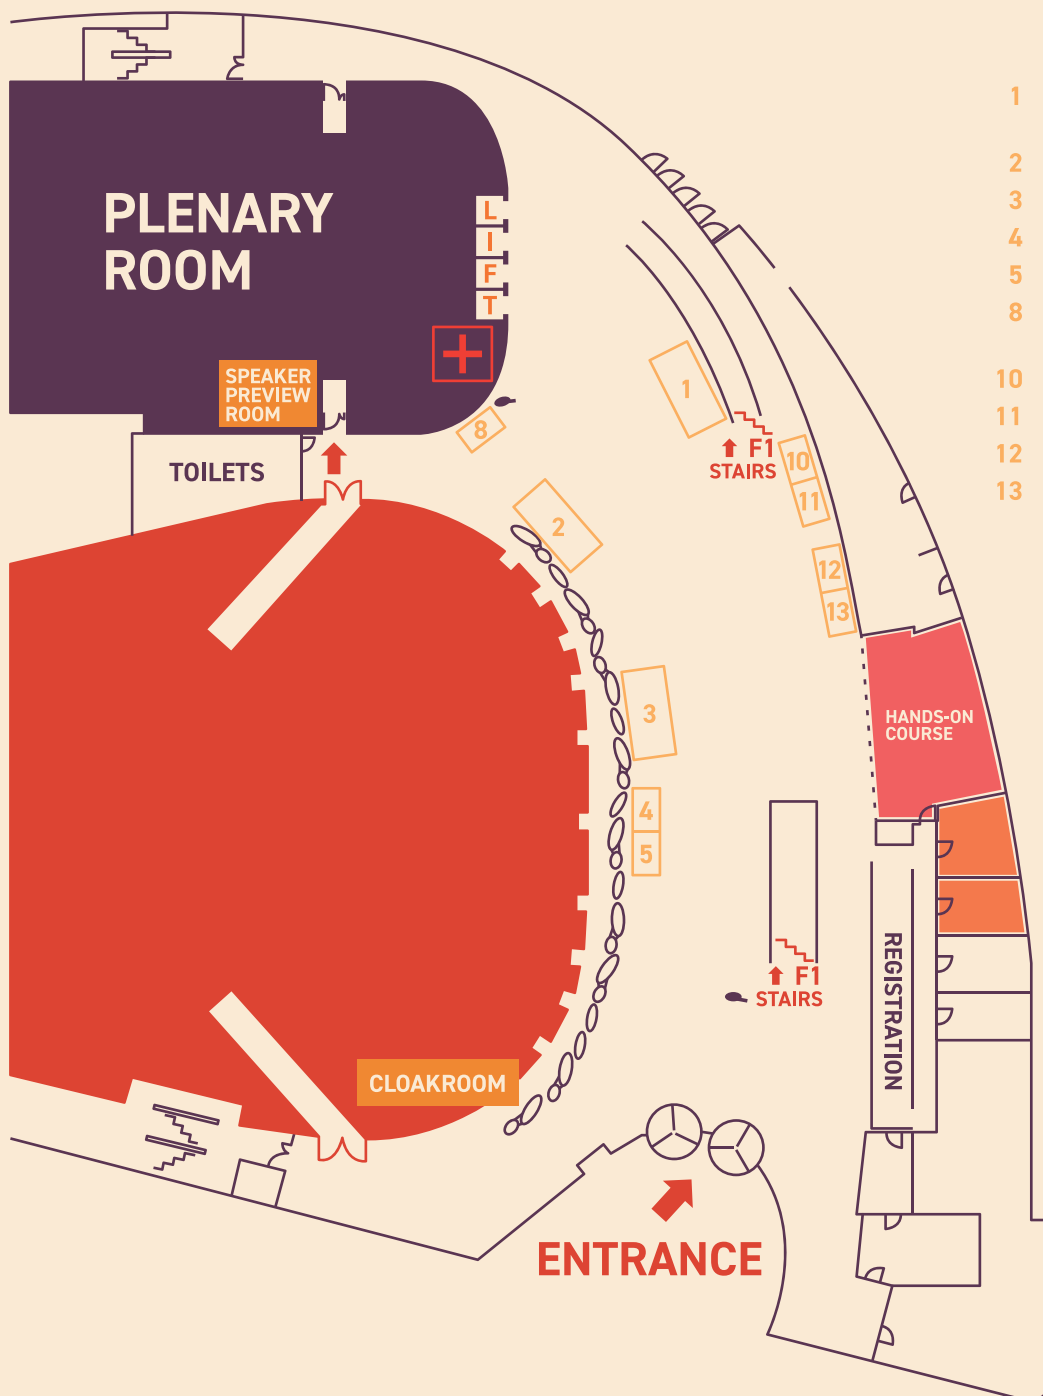 PLENARY
ROOM
L
I
F
T
SPEAKER
PREVIEW
ROOM
TOILETS
8
1
F1
STAIRS
10
11
12
13
2
3
4
5
HANDS-ON
COURSE
REGISTRATION
F1
STAIRS
CLOAKROOM
ENTRANCE
1
2
3
4
5
8
10
11
12
13